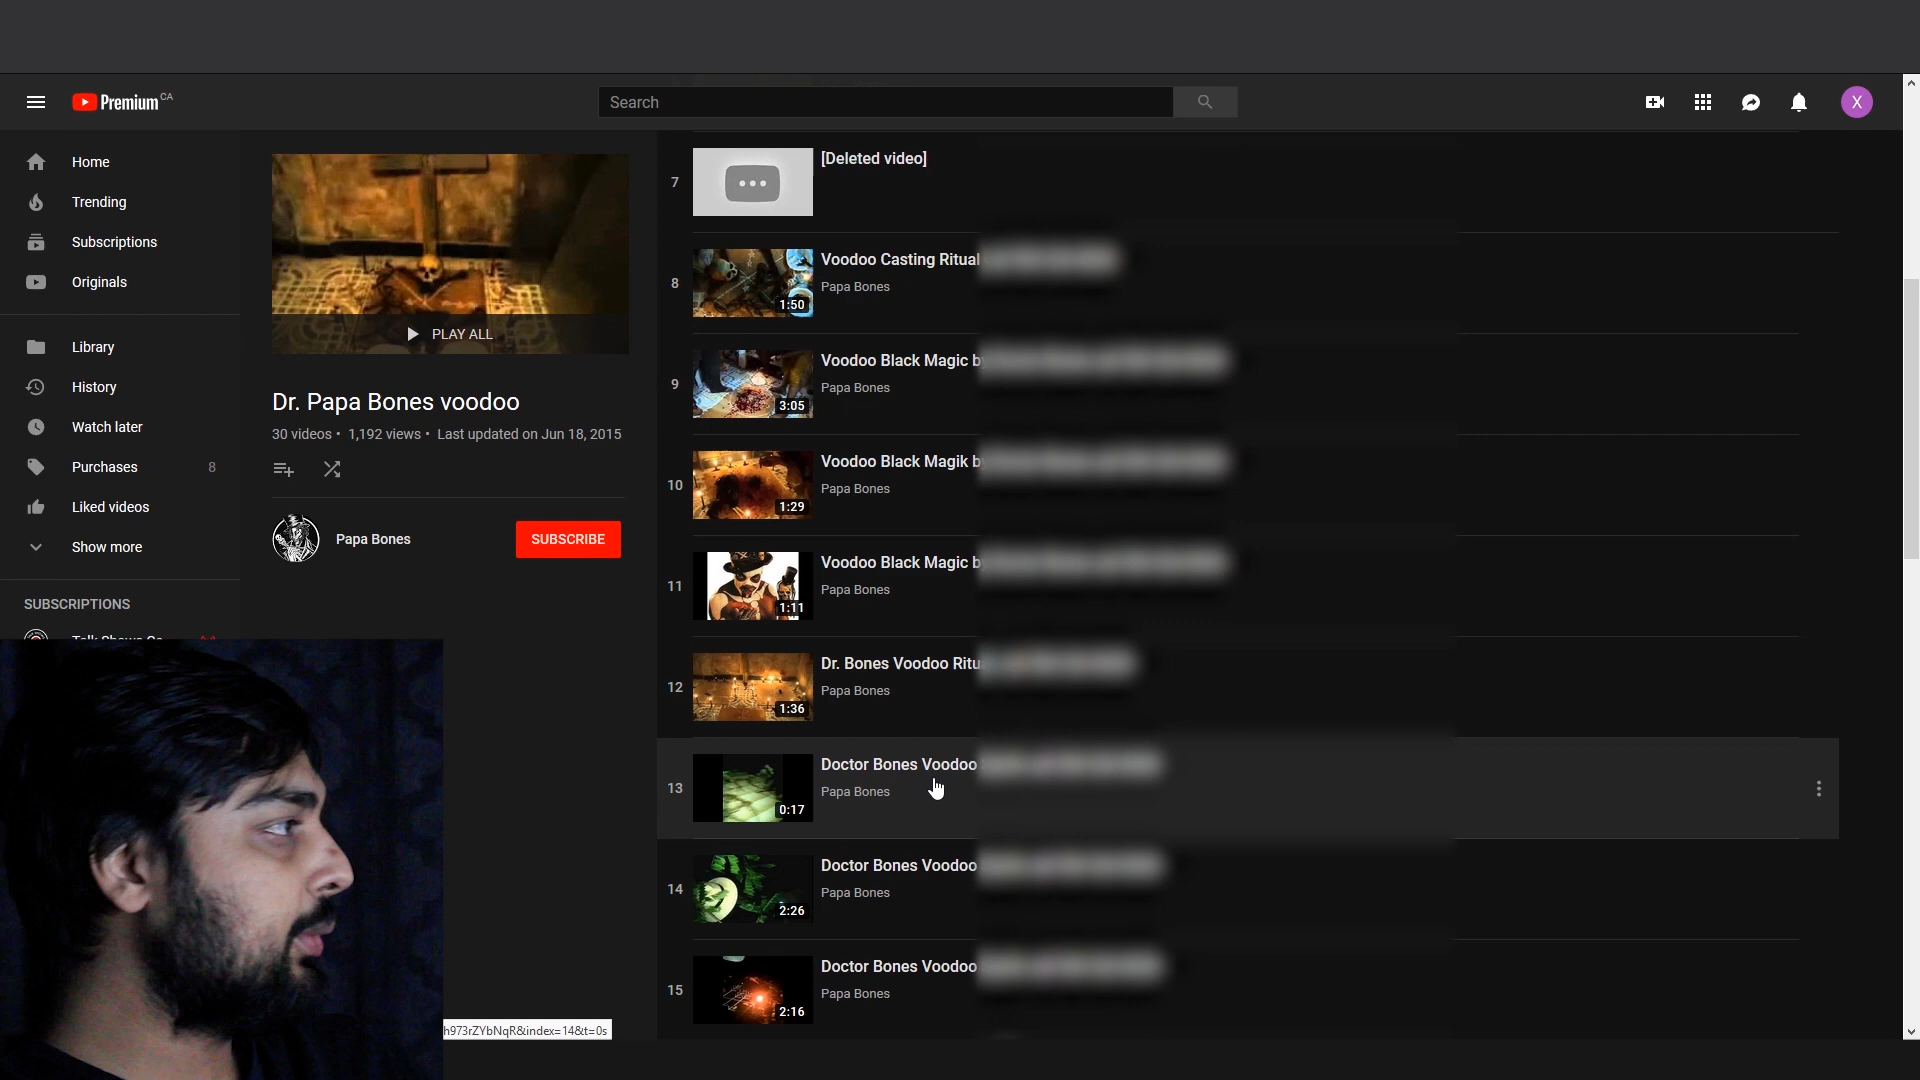 Premium CA
Search
X
Home
Trending
Subscriptions
Originals
Library
History
Watch later
Purchases 8
Liked videos
Show more
SUBSCRIPTIONS
PLAY ALL
Dr. Papa Bones voodoo
30 videos • 1,192 views • Last updated on Jun 18, 2015
Papa Bones
SUBSCRIBE
7
[Deleted video]
8
1:50
Voodoo Casting Ritual
Papa Bones
9
3:05
Voodoo Black Magic by
Papa Bones
10
1:29
Voodoo Black Magik by
Papa Bones
11
1:11
Voodoo Black Magic by
Papa Bones
12
1:36
Dr. Bones Voodoo
Papa Bones
13
0:17
Doctor Bones Voodoo
Papa Bones
14
2:26
Doctor Bones Voodoo
Papa Bones
15
2:16
Doctor Bones Voodoo
Papa Bones
h973rZYbNqR&index=14&t=0s